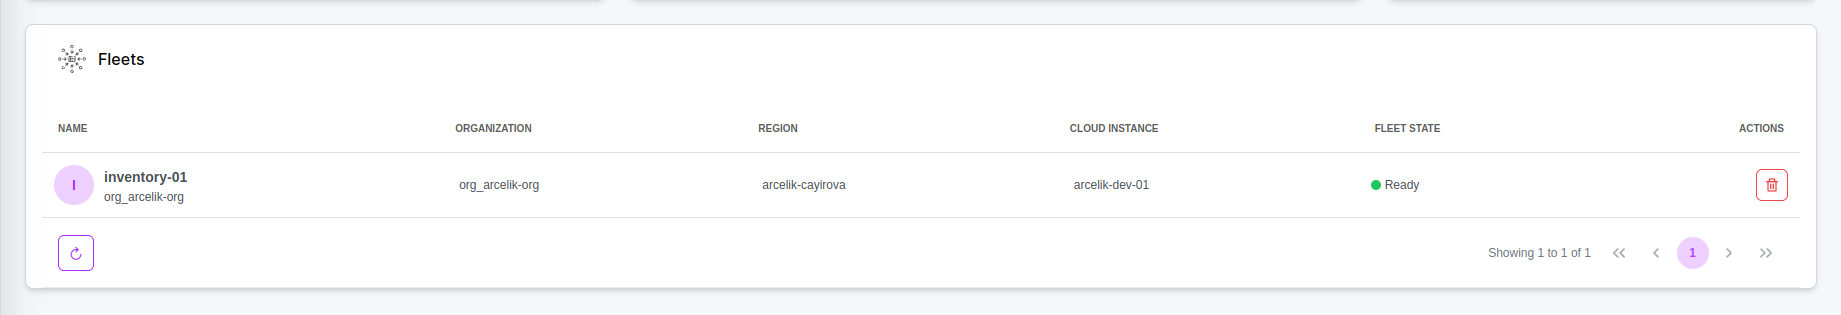 Fleets
NAME ORGANIZATION REGION CLOUD INSTANCE FLEET STATE ACTIONS
I inventory-01 org_arcelik-org arcelik-cayirova arcelik-dev-01 Ready
org_arcelik-org
Showing 1 to 1 of 1 1